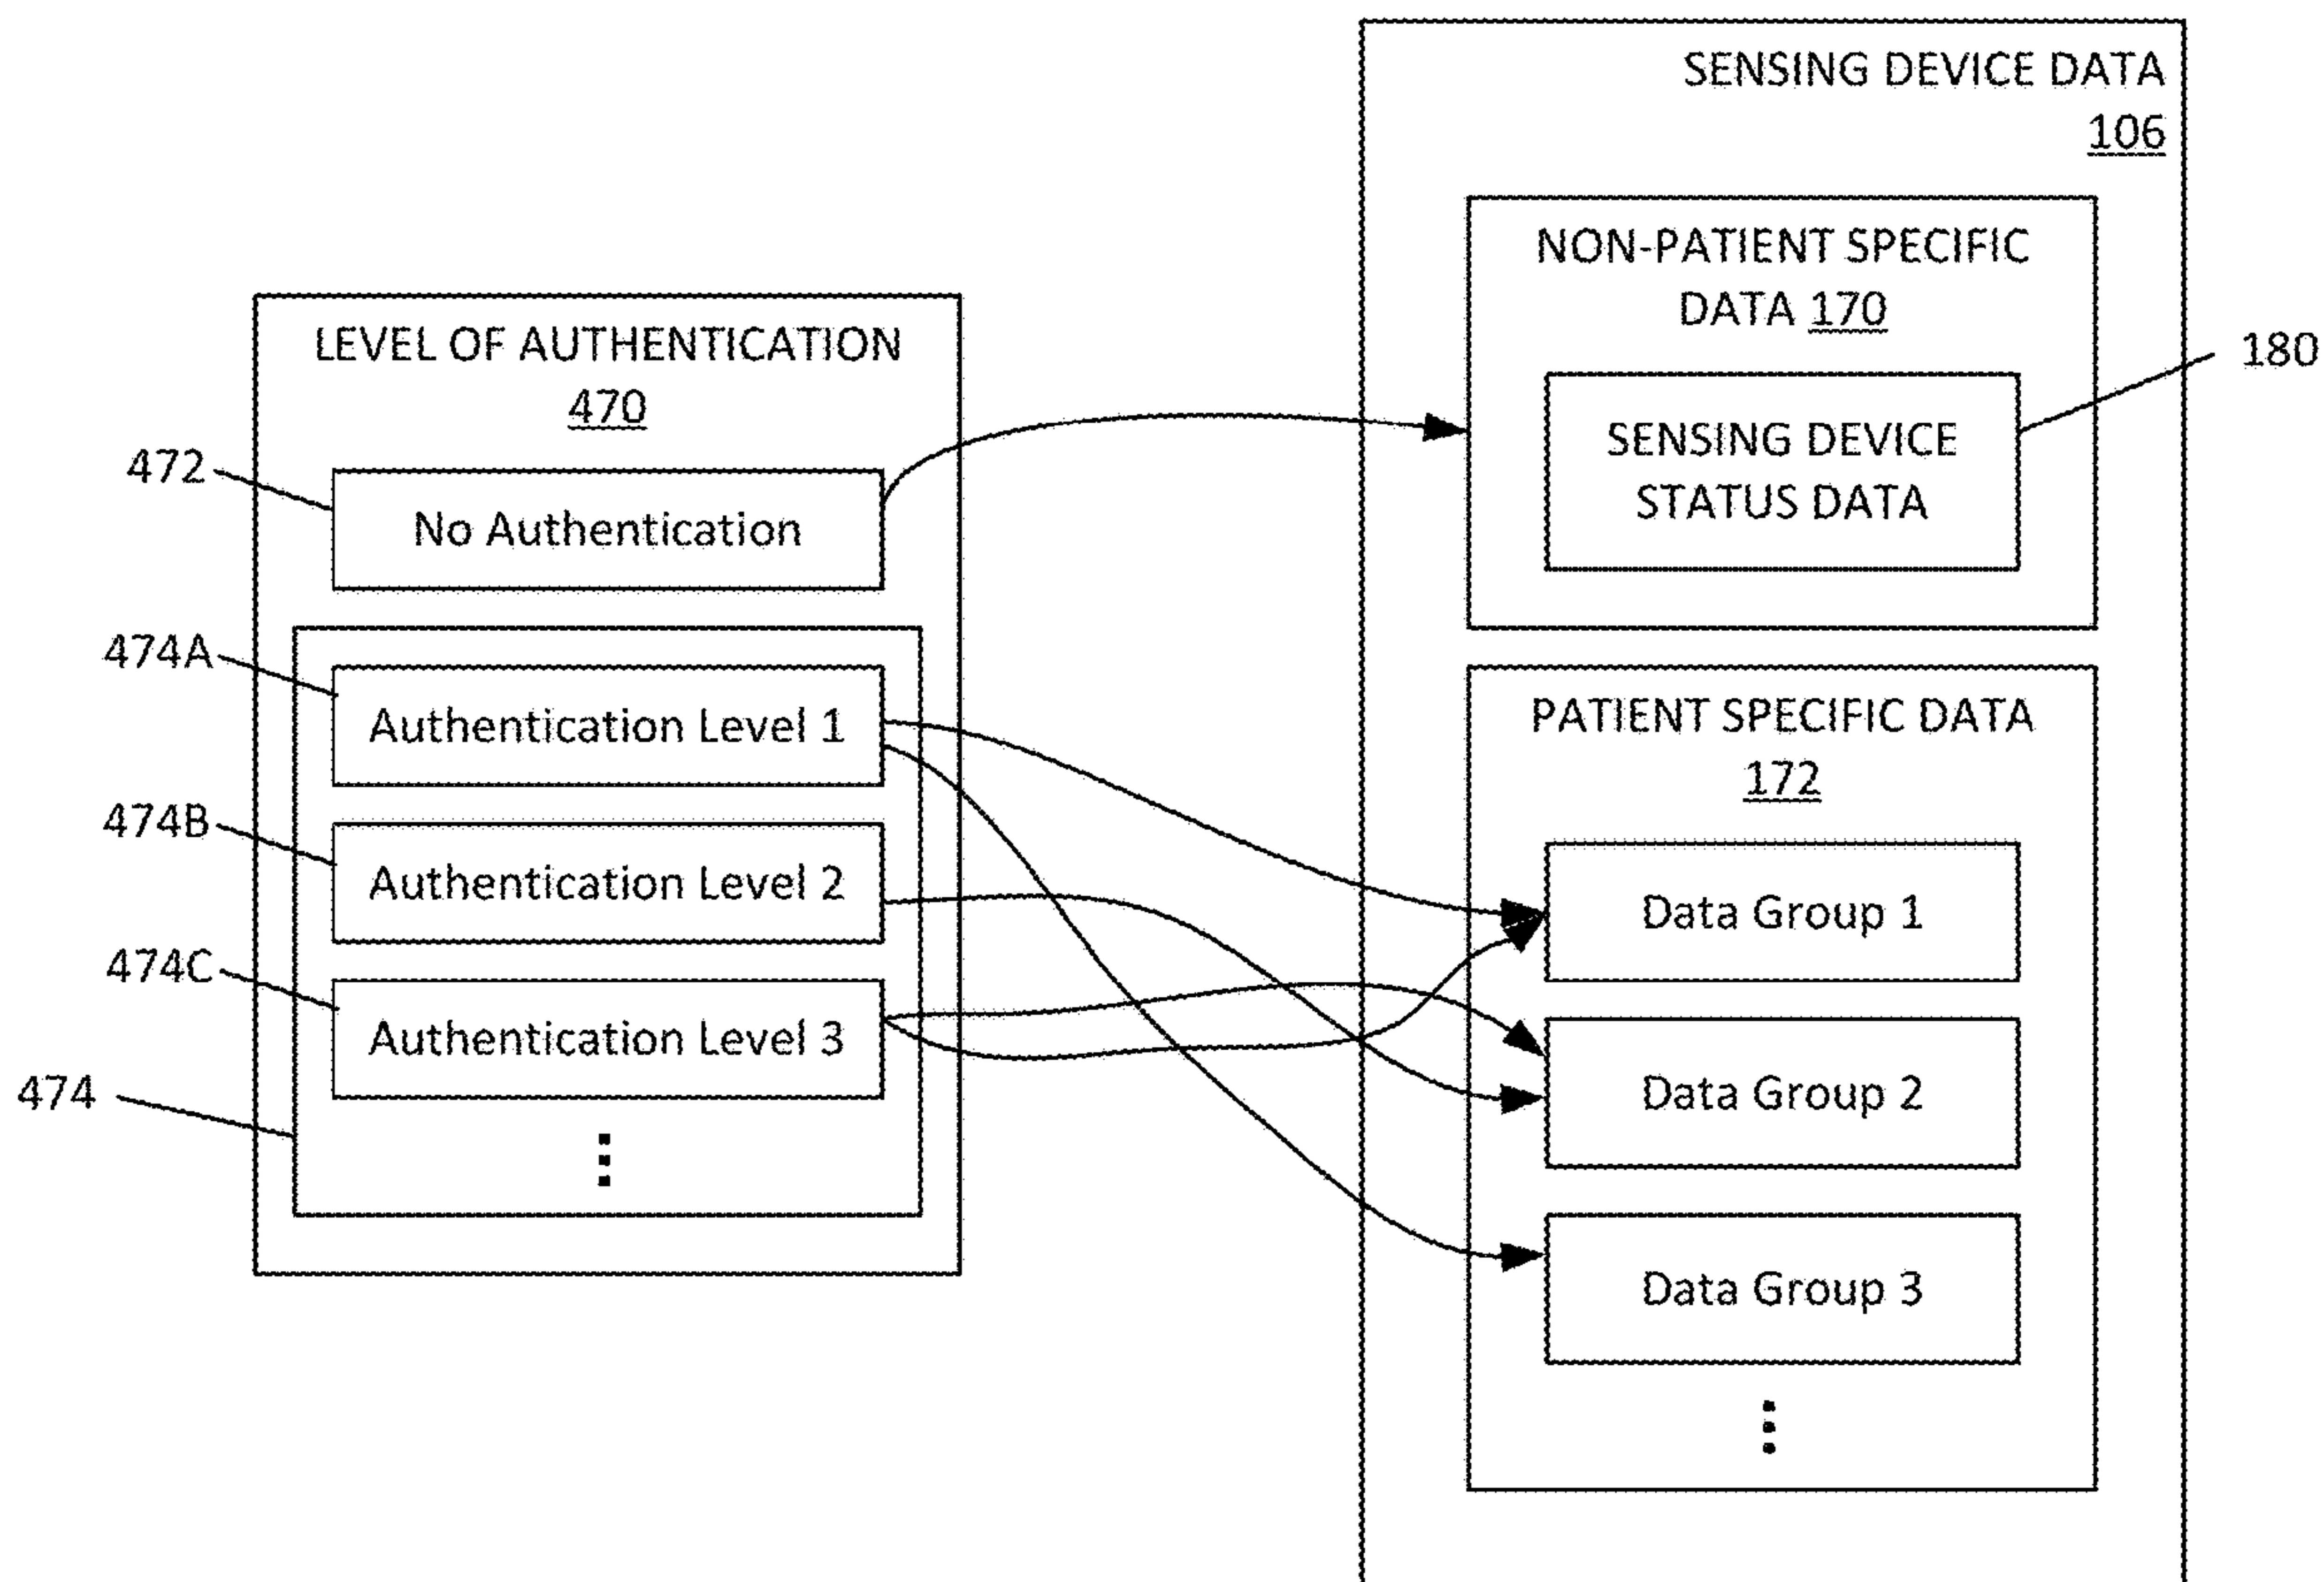 SENSING DEVICE DATA
106
NON-PATIENT SPECIFIC
DATA 170
SENSING DEVICE
STATUS DATA
180
LEVEL OF AUTHENTICATION
470
472
No Authentication
474A
Authentication Level 1
474B
Authentication Level 2
474C
Authentication Level 3
474
PATIENT SPECIFIC DATA
172
Data Group 1
Data Group 2
Data Group 3